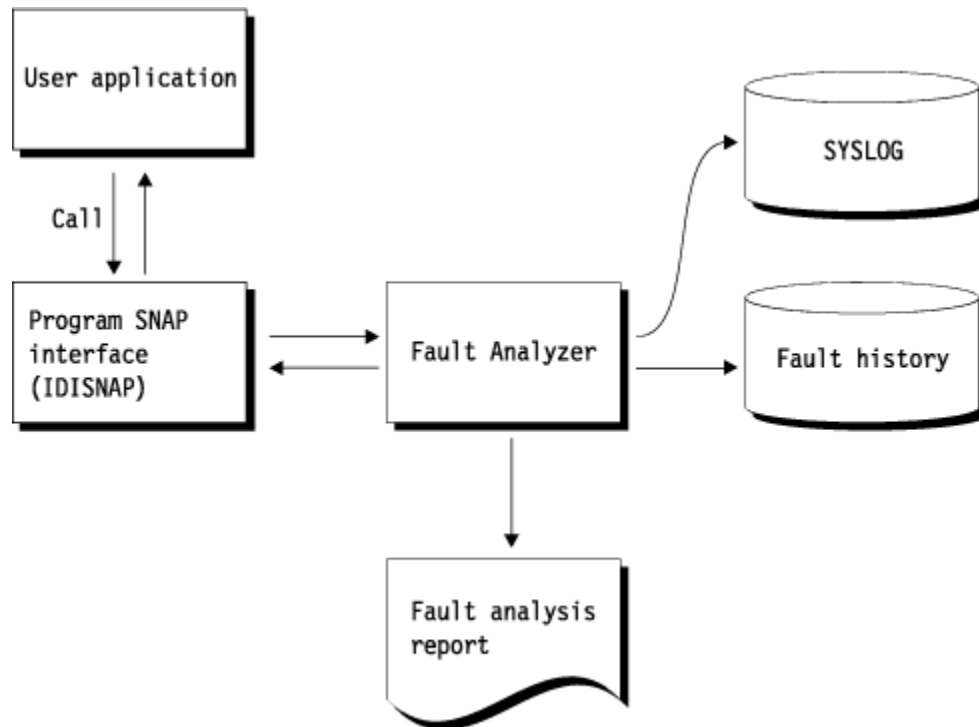 User application
SYSLOG
Call
Program SNAP
interface
(IDISNAP)
Fault Analyzer
Fault history
Fault analysis
report